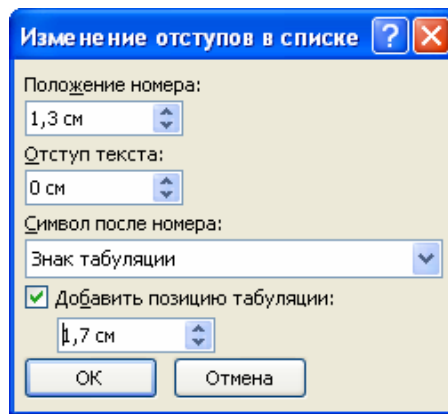 Изменение отступов в списке
Положение номера:
1,3 см
Отступ текста:
0 см
Символ после номера:
Знак табуляции
Добавить позицию табуляции:
1,7 см
ОК
Отмена